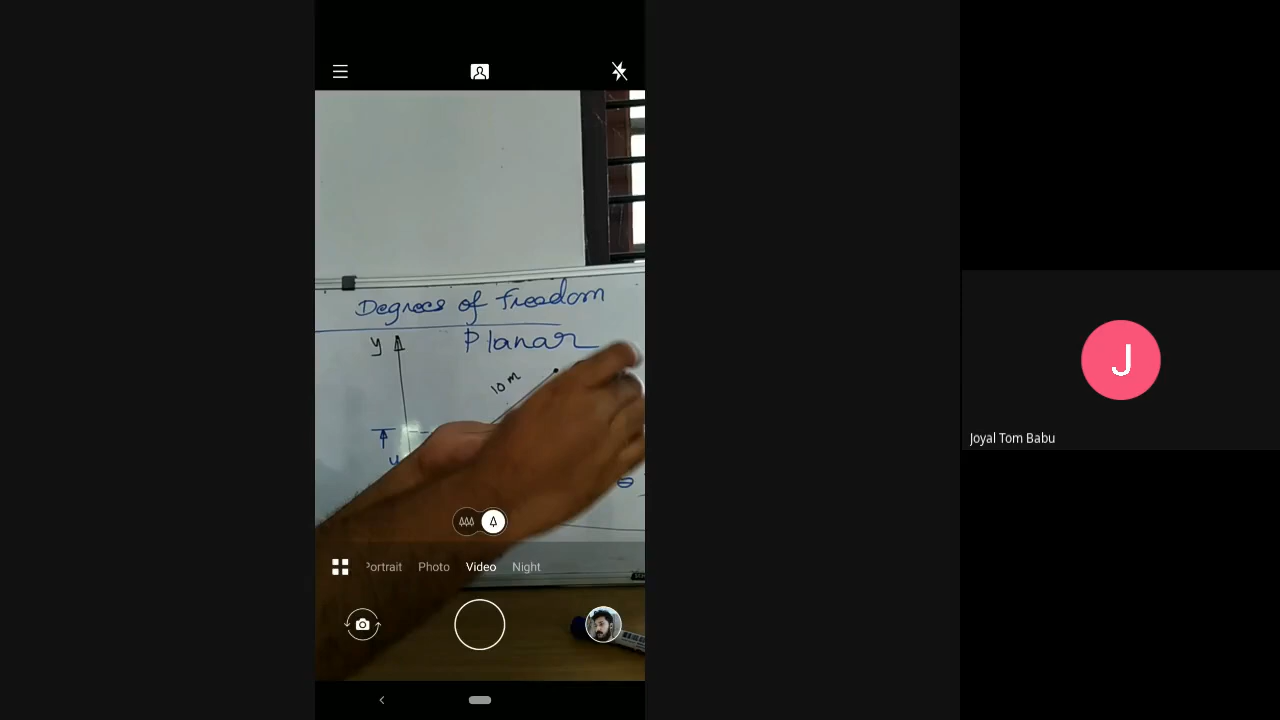 Degrees of freedom
Planar
y
10 m
y
θ
Portrait Photo Video Night
J
Joyal Tom Babu